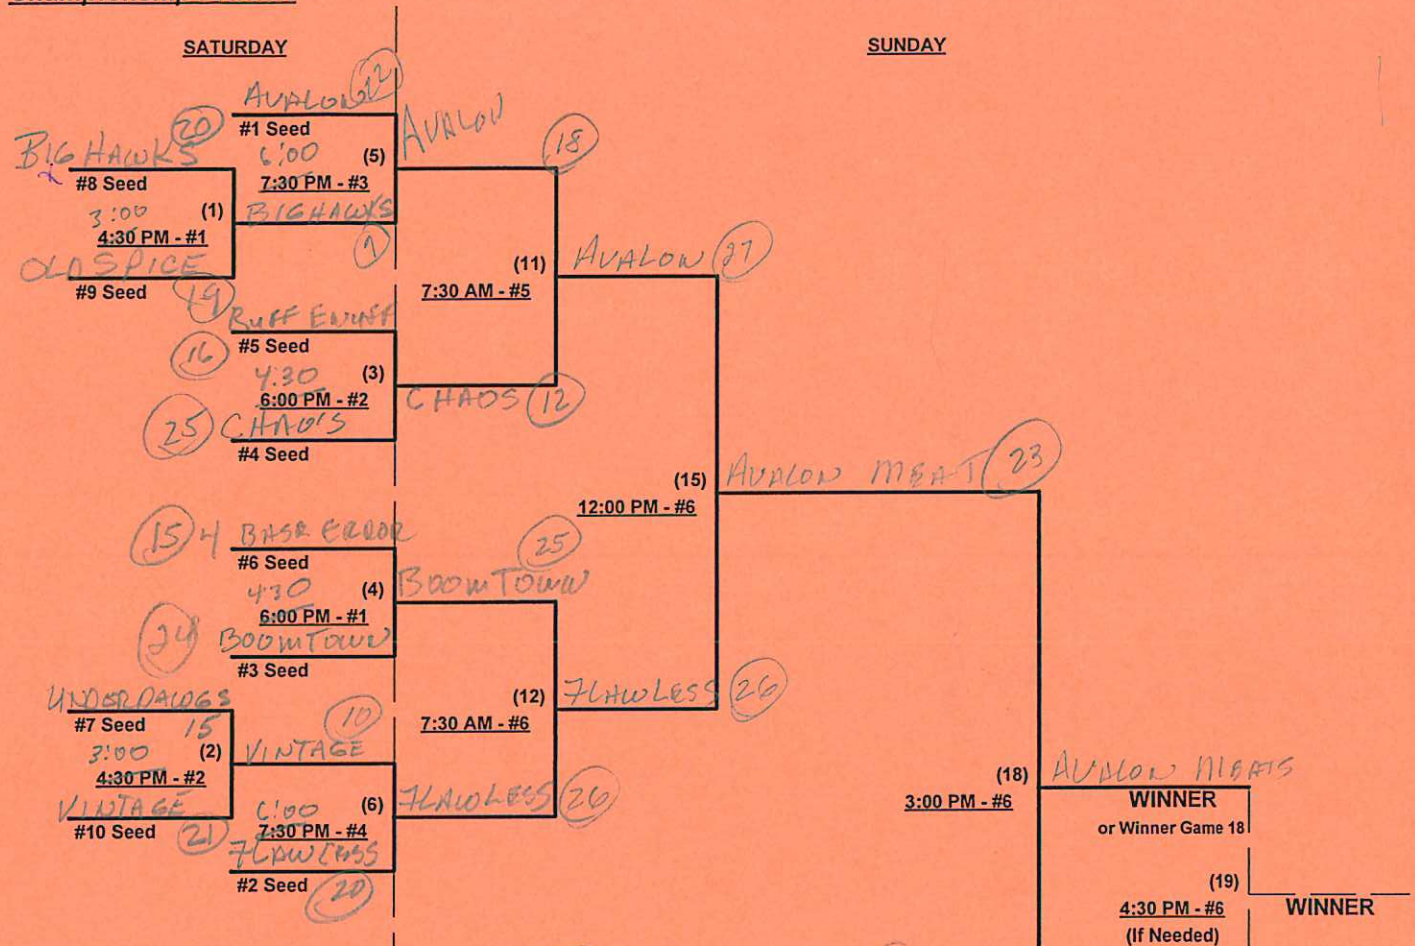 SATURDAY
SUNDAY
AVALON 12
#1 Seed
6:00 (5)
7:30 PM - #3
AVALON 18
BIG HAWKS 20
#8 Seed
3:00 (1)
4:30 PM - #1
BIGHAWKS
OLD SPICE
#9 Seed 19
(11)
7:30 AM - #5
AVALON 27
#5 Seed
16
4:30 (3)
6:00 PM - #2
CHAOS 12
25 CHAO'S
#4 Seed
(15)
12:00 PM - #6
AVALON MEAT 23
15 4 BASE ERROR
#6 Seed
4:30 (4)
6:00 PM - #1
BOOMTOWN 25
24 BOOMTOWN
#3 Seed
UNDERDAWGS
#7 Seed 15
3:00 (2)
4:30 PM - #2
VINTAGE 10
(12)
7:30 AM - #6
FLAWLESS 26
VINTAGE
#10 Seed 21
6:00 (6)
7:30 PM - #4
FLAWLESS 26
FLAWLESS
#2 Seed 20
(18)
3:00 PM - #6
AVALON MEATS
WINNER
or Winner Game 18
(19)
4:30 PM - #6
(If Needed)
WINNER